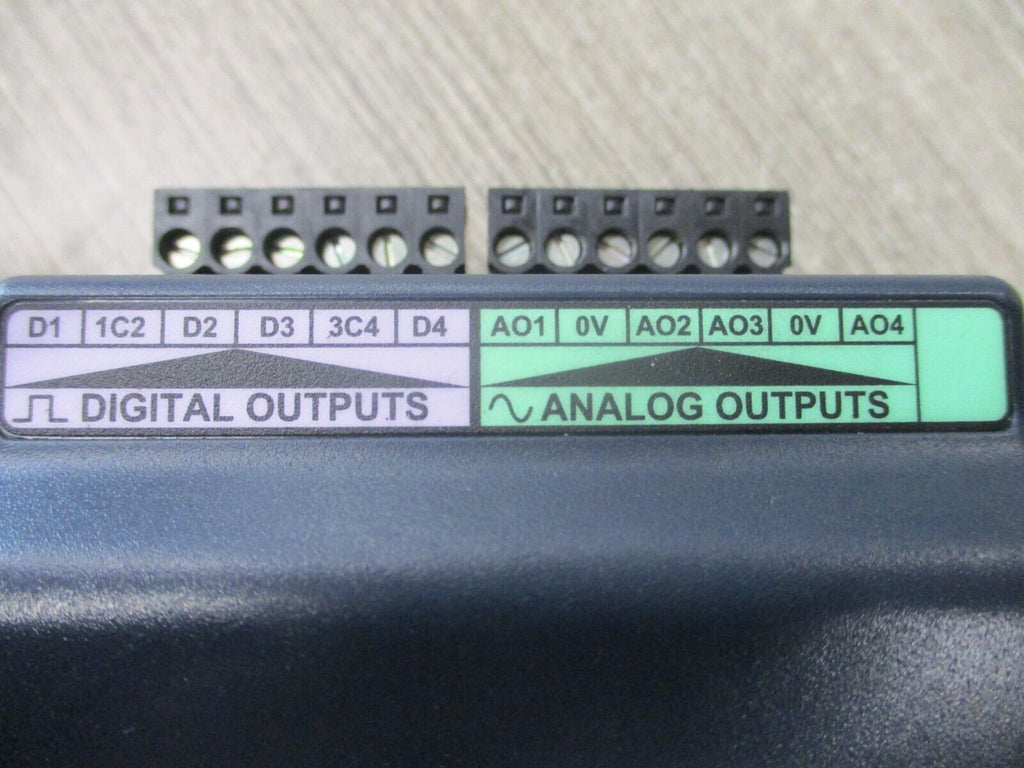 D1 1C2 D2 D3 3C4 D4 AO1 0V AO2 AO3 0V AO4
DIGITAL OUTPUTS ANALOG OUTPUTS